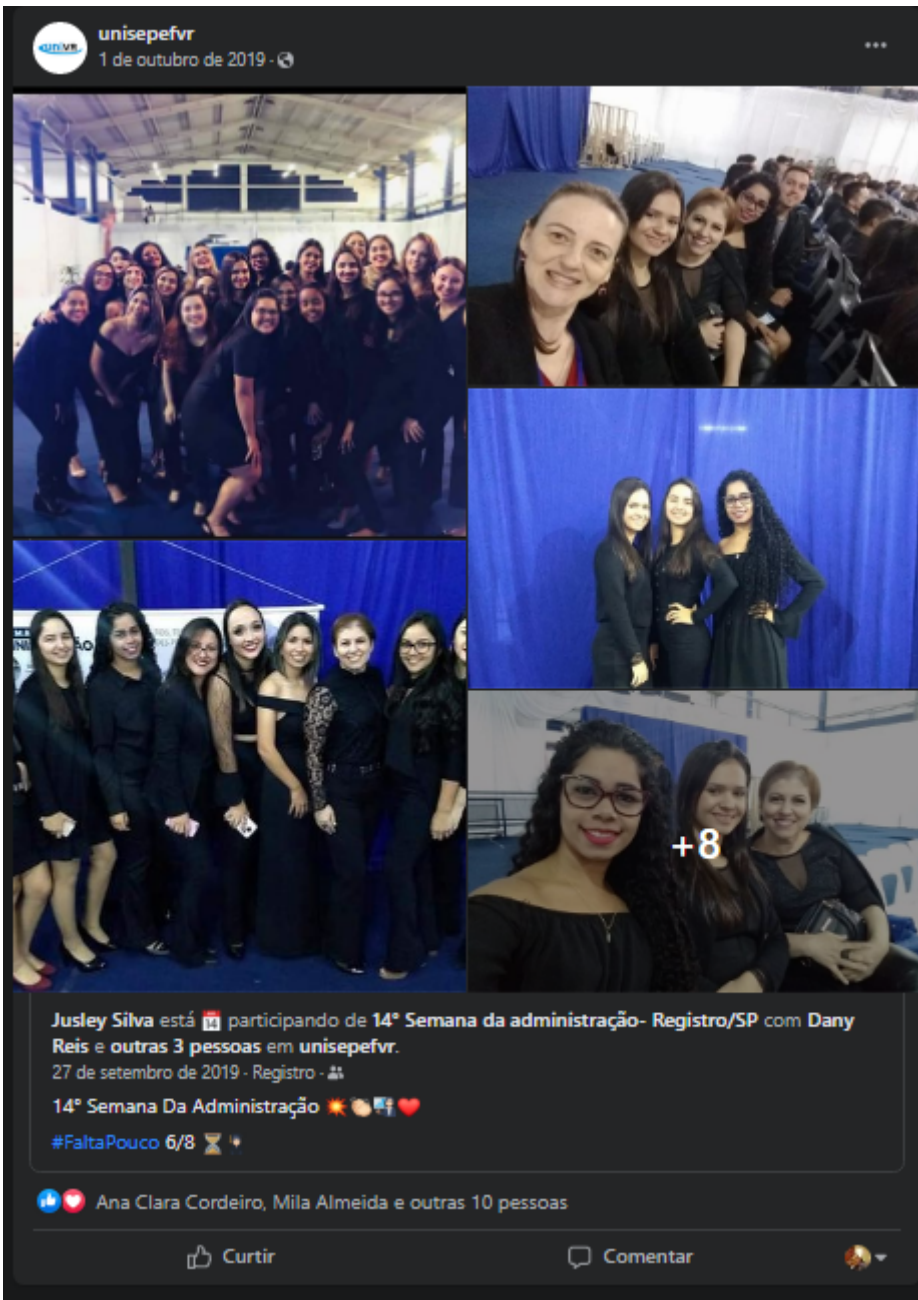 univr.
unisepefvr
1 de outubro de 2019 ·
+8
Jusley Silva está participando de 14° Semana da administração- Registro/SP com Dany
Reis e outras 3 pessoas em unisepefvr.
27 de setembro de 2019 · Registro ·
14° Semana Da Administração 💥👏🏻❤️
#FaltaPouco 6/8 ⏳
Ana Clara Cordeiro, Mila Almeida e outras 10 pessoas
Curtir
Comentar